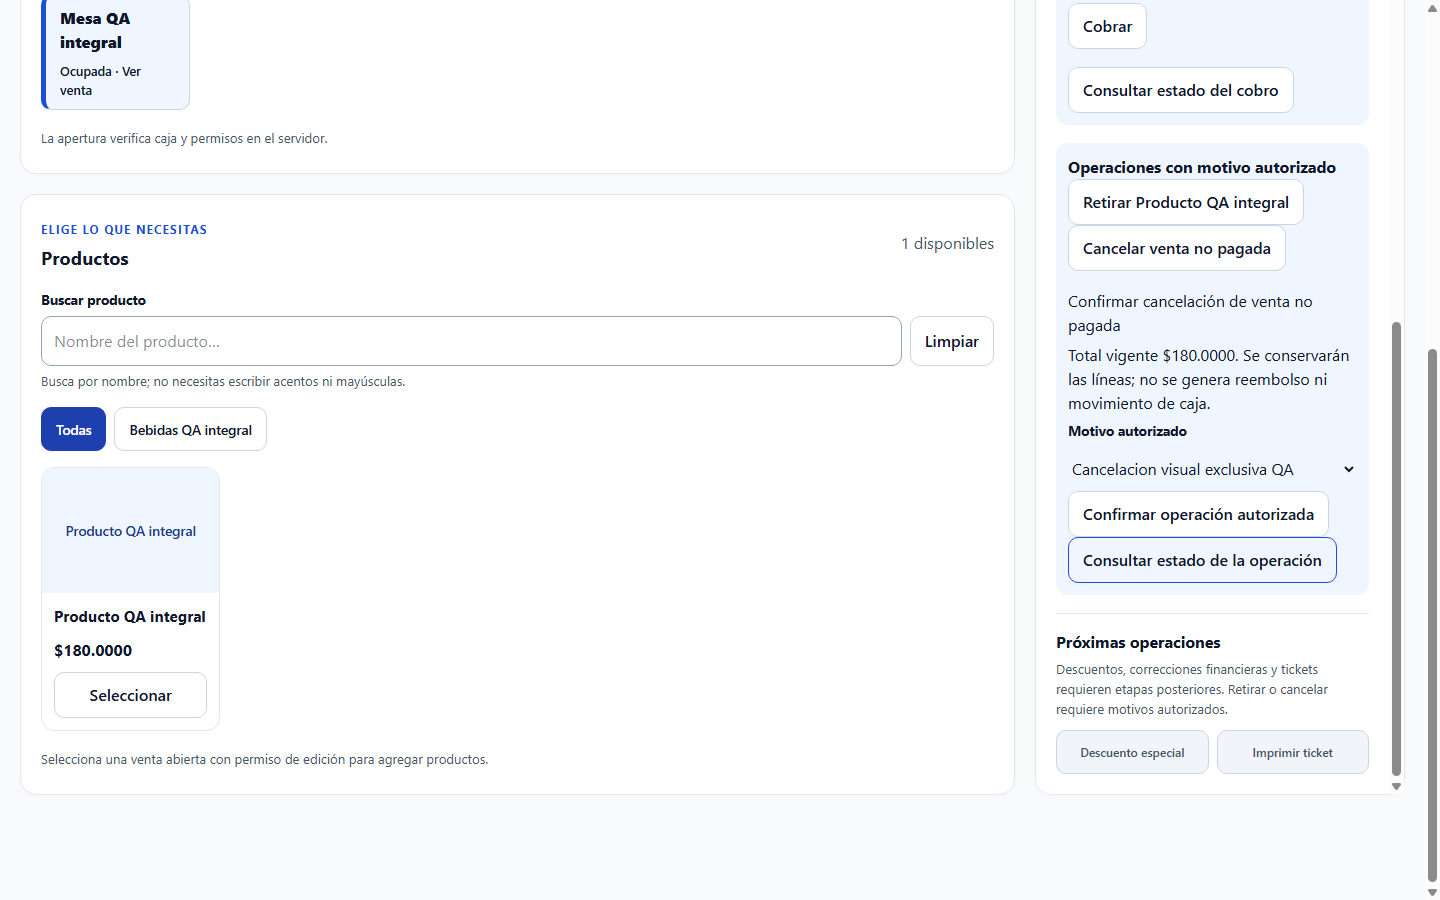 Mesa QA
integral
Ocupada · Ver
venta
La apertura verifica caja y permisos en el servidor.
ELIGE LO QUE NECESITAS
Productos
1 disponibles
Buscar producto
Nombre del producto...
Limpiar
Busca por nombre; no necesitas escribir acentos ni mayúsculas.
Todas
Bebidas QA integral
Producto QA integral
Producto QA integral
$180.0000
Seleccionar
Selecciona una venta abierta con permiso de edición para agregar productos.
Cobrar
Consultar estado del cobro
Operaciones con motivo autorizado
Retirar Producto QA integral
Cancelar venta no pagada
Confirmar cancelación de venta no
pagada
Total vigente $180.0000. Se conservarán
las líneas; no se genera reembolso ni
movimiento de caja.
Motivo autorizado
Cancelacion visual exclusiva QA
Confirmar operación autorizada
Consultar estado de la operación
Próximas operaciones
Descuentos, correcciones financieras y tickets
requieren etapas posteriores. Retirar o cancelar
requiere motivos autorizados.
Descuento especial
Imprimir ticket